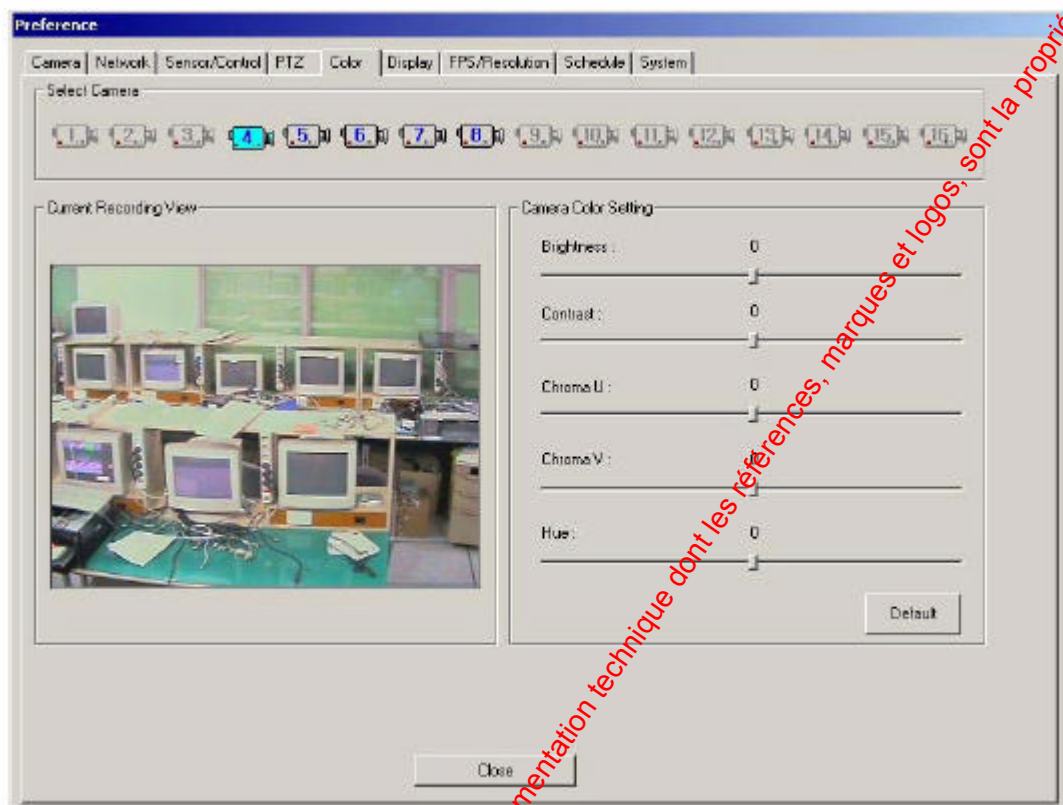 Preference
Camera Network Sensor/Control PTZ Color Display FPS/Resolution Schedule System
Select Camera
1 2 3 4 5 6 7 8 9 10 11 12 13 14 15 16
Current Recording View
Camera Color Setting
Brightness : 0
Contrast : 0
Chroma U : 0
Chroma V : 0
Hue : 0
Default
Close
mentation technique dont les références, marques et logos, sont la proprié